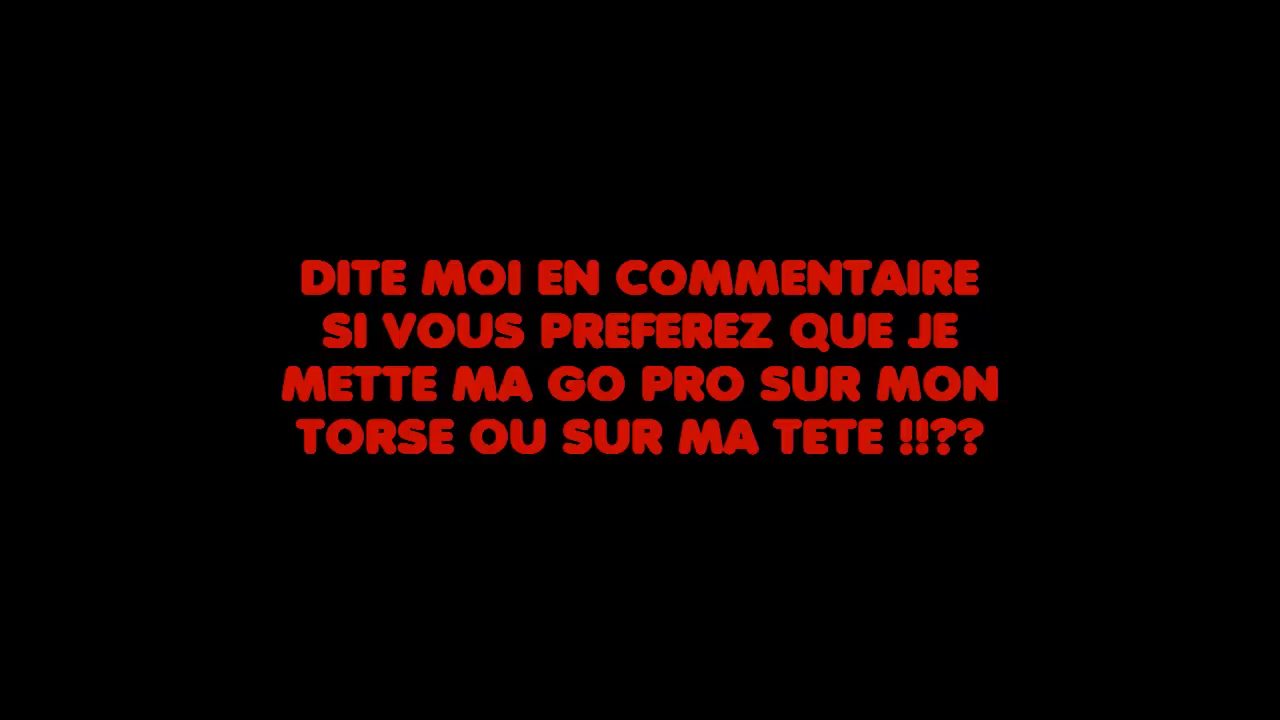 DITE MOI EN COMMENTAIRE
SI VOUS PREFEREZ QUE JE
METTE MA GO PRO SUR MON
TORSE OU SUR MA TETE !!??